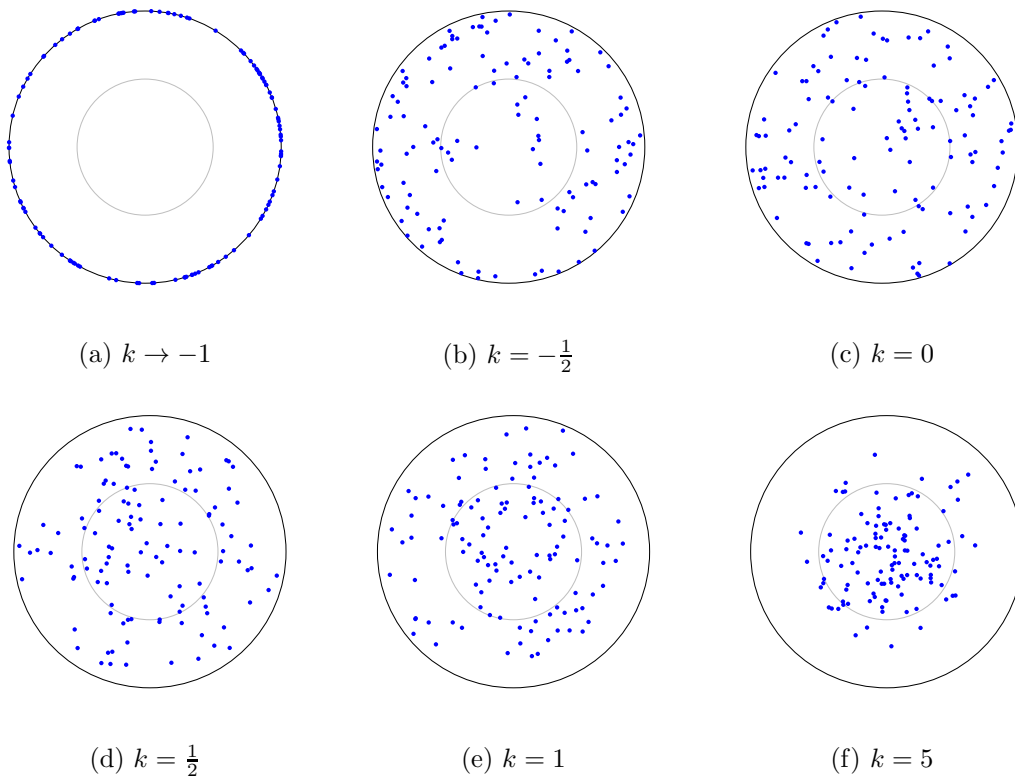 (a) k → −1
(b) k = −1/2
(c) k = 0
(d) k = 1/2
(e) k = 1
(f) k = 5